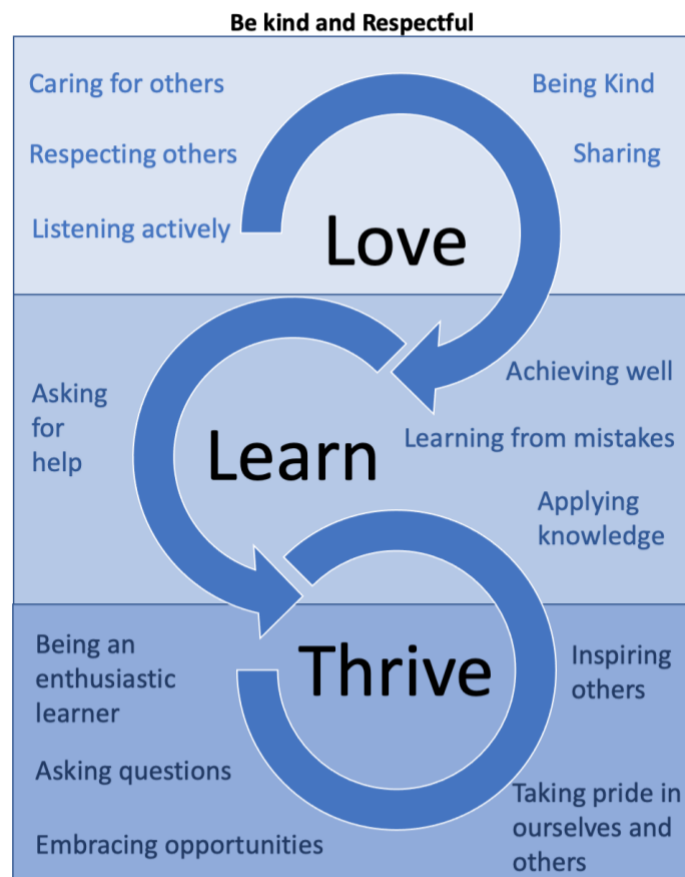 Be kind and Respectful
Caring for others
Being Kind
Respecting others
Sharing
Listening actively
Love
Asking
for
help
Learn
Achieving well
Learning from mistakes
Applying
knowledge
Being an
enthusiastic
learner
Thrive
Inspiring
others
Asking questions
Embracing opportunities
Taking pride in
ourselves and
others